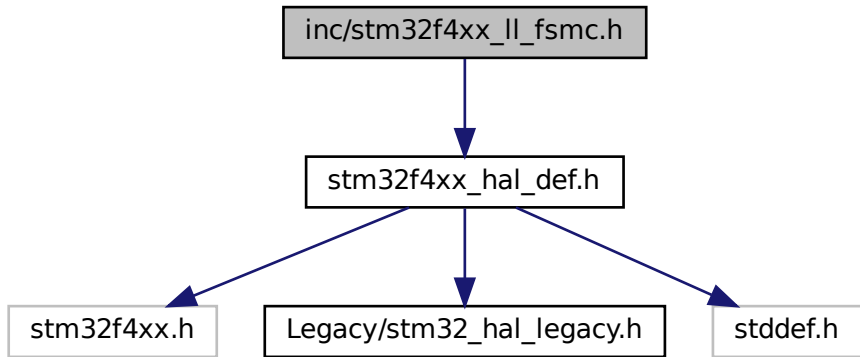 inc/stm32f4xx_ll_fsmc.h
stm32f4xx_hal_def.h
stm32f4xx.h
Legacy/stm32_hal_legacy.h
stddef.h